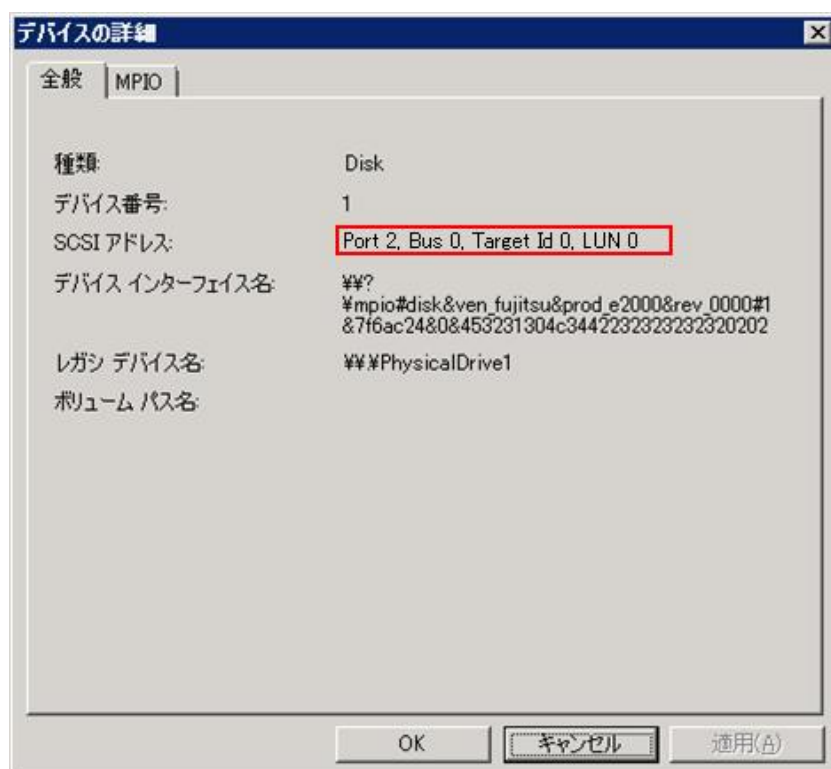 デバイスの詳細
全般
MPIO
種類: Disk
デバイス番号: 1
SCSI アドレス: Port 2, Bus 0, Target Id 0, LUN 0
デバイス インターフェイス名: ¥¥?
¥mpio#disk&ven_fujitsu&prod_e2000&rev_0000#1
&7f6ac24&0&453231304c3442232323232320202
レガシ デバイス名: ¥¥.¥PhysicalDrive1
ボリューム パス名:
OK
キャンセル
適用(A)